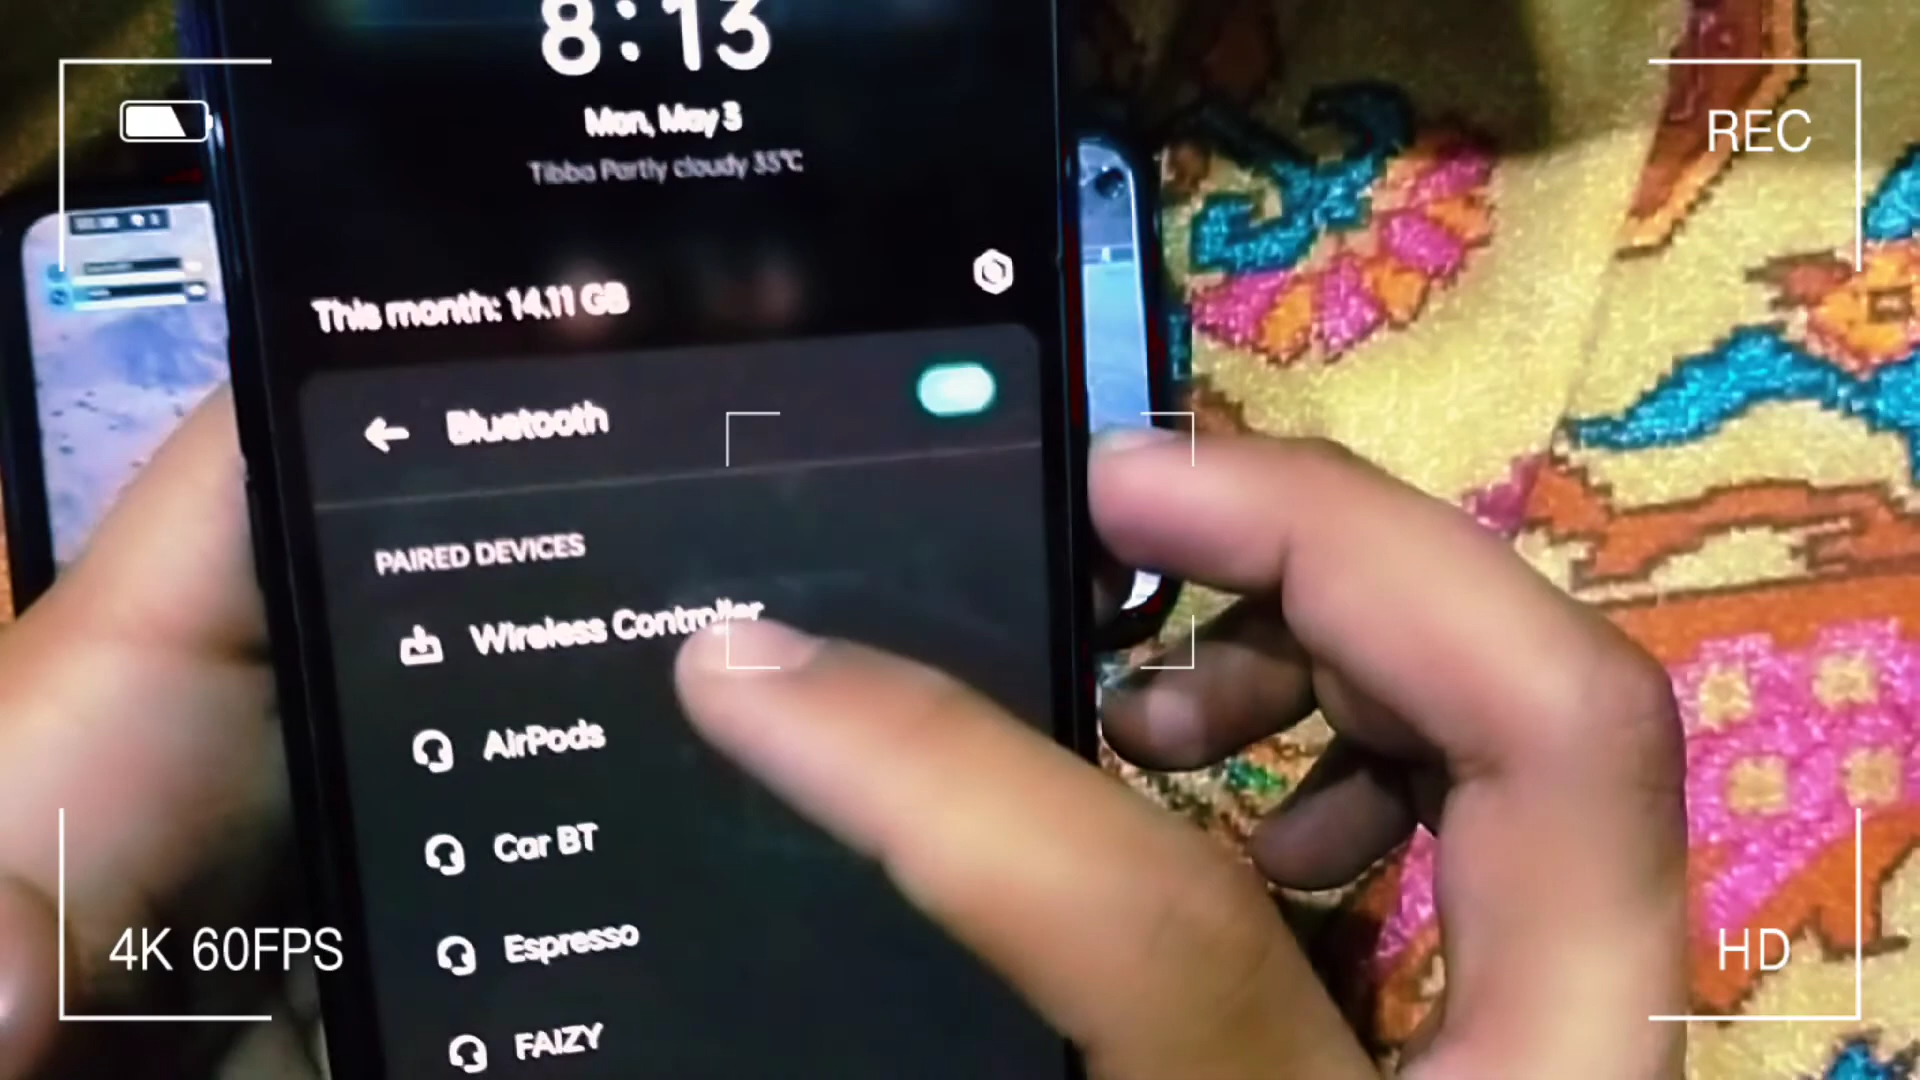 8:13
Mon, May 3
Tibba Partly cloudy 35°C
REC
This month: 14.11 GB
Bluetooth
PAIRED DEVICES
Wireless Controller
AirPods
Car BT
Espresso
FAIZY
4K 60FPS
HD